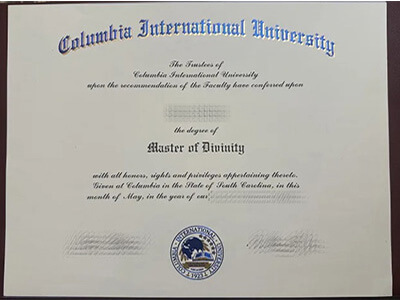 Columbia International University
The Trustees of
Columbia International University
upon the recommendation of the Faculty have conferred upon
the degree of
Master of Divinity
with all honors, rights and privileges appertaining thereto.
Given at Columbia in the State of South Carolina, in this
month of May, in the year of our